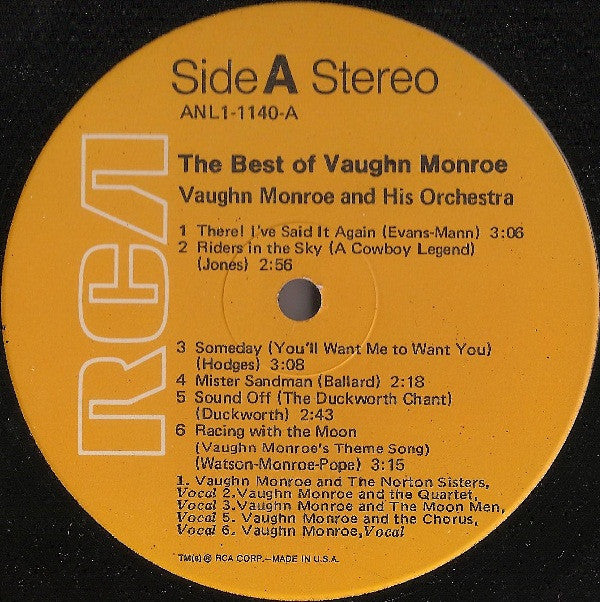 Side A Stereo
ANL1-1140-A
RCA
The Best of Vaughn Monroe
Vaughn Monroe and His Orchestra
1 There! I've Said It Again (Evans-Mann) 3:06
2 Riders in the Sky (A Cowboy Legend)
(Jones) 2:56
3 Someday (You'll Want Me to Want You)
(Hodges) 3:08
4 Mister Sandman (Ballard) 2:18
5 Sound Off (The Duckworth Chant)
(Duckworth) 2:43
6 Racing with the Moon
(Vaughn Monroe's Theme Song)
(Watson-Monroe-Pope) 3:15
1. Vaughn Monroe and The Norton Sisters,
Vocal 2. Vaughn Monroe and the Quartet,
Vocal 3. Vaughn Monroe and The Moon Men,
Vocal 5. Vaughn Monroe and the Chorus,
Vocal 6. Vaughn Monroe, Vocal
TM(s) ® RCA CORP.—MADE IN U.S.A.